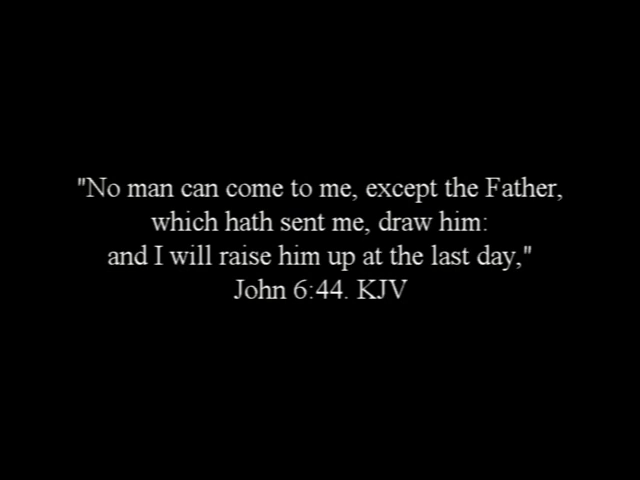 "No man can come to me, except the Father,
which hath sent me, draw him:
and I will raise him up at the last day,"
John 6:44. KJV